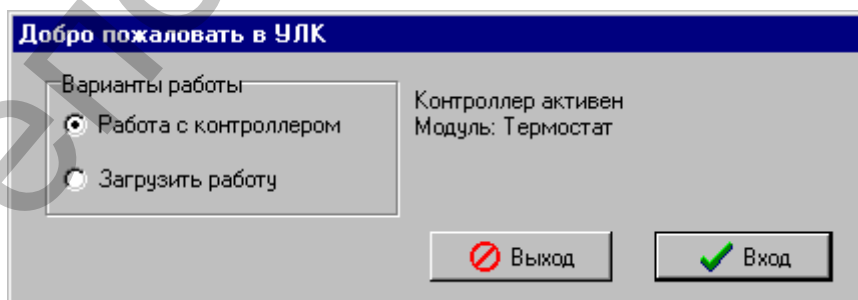 Добро пожаловать в УЛК
Варианты работы
Работа с контроллером
Загрузить работу
Контроллер активен
Модуль: Термостат
Выход
Вход